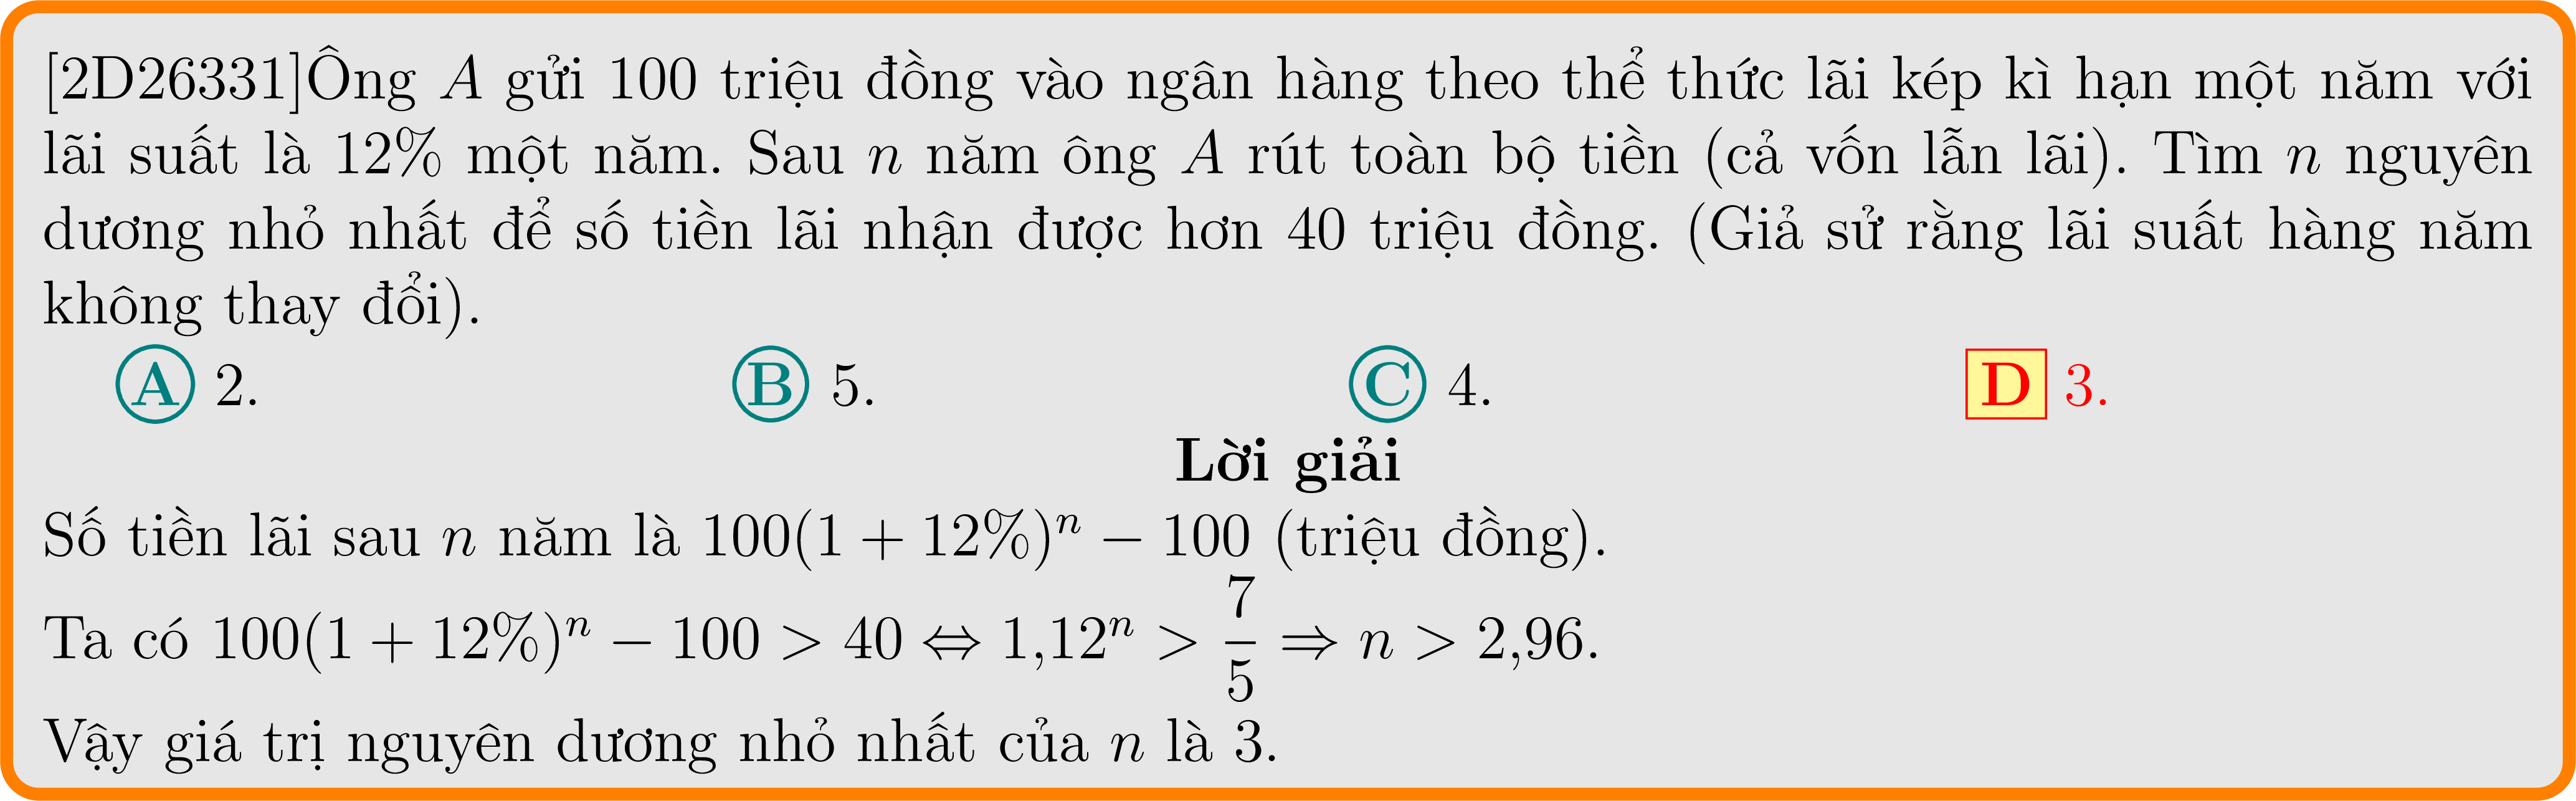 [2D26331]Ông A gửi 100 triệu đồng vào ngân hàng theo thể thức lãi kép kì hạn một năm với
lãi suất là 12% một năm. Sau n năm ông A rút toàn bộ tiền (cả vốn lẫn lãi). Tìm n nguyên
dương nhỏ nhất để số tiền lãi nhận được hơn 40 triệu đồng. (Giả sử rằng lãi suất hàng năm
không thay đổi).
A 2. B 5. C 4. D 3.
Lời giải
Số tiền lãi sau n năm là 100(1 + 12%)^n − 100 (triệu đồng).
Ta có 100(1 + 12%)^n − 100 > 40 ⇔ 1,12^n > 7/5 ⇒ n > 2,96.
Vậy giá trị nguyên dương nhỏ nhất của n là 3.